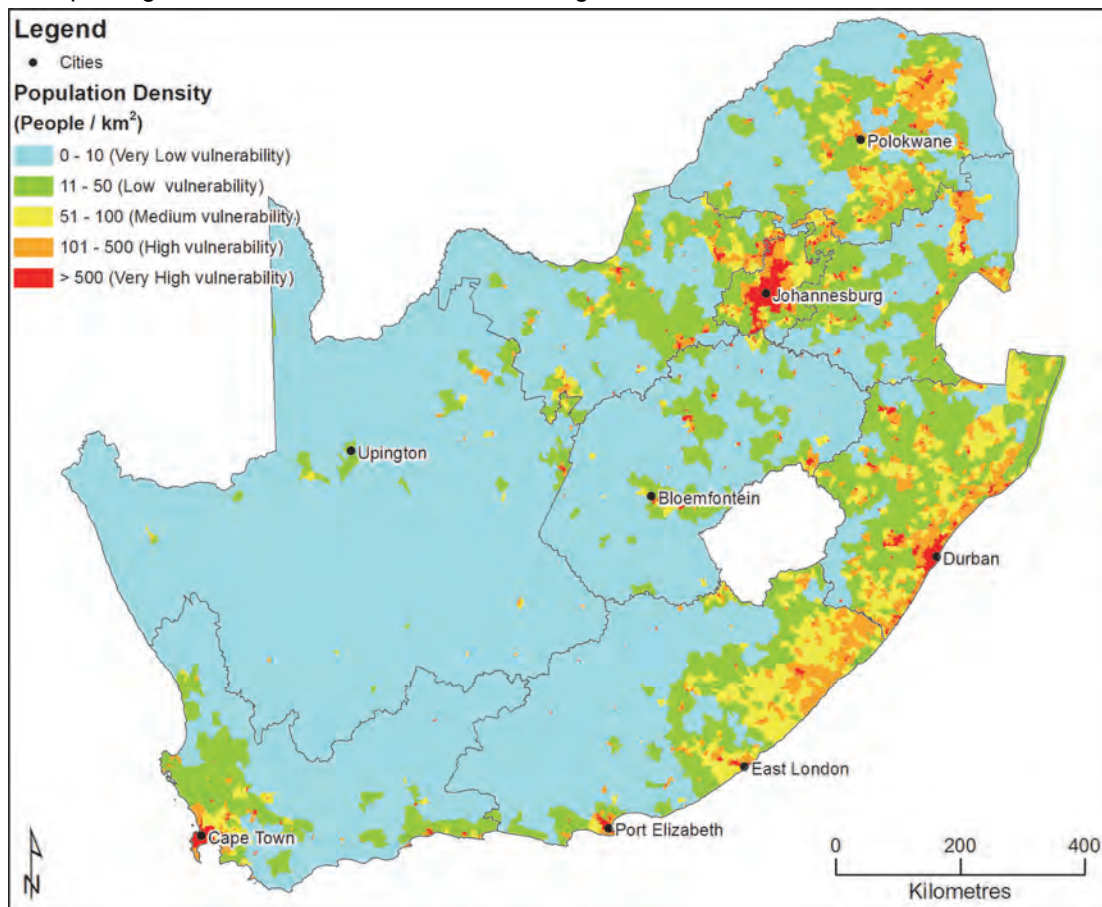 Legend
Cities
Population Density
(People / km²)
0 - 10 (Very Low vulnerability)
11 - 50 (Low vulnerability)
51 - 100 (Medium vulnerability)
101 - 500 (High vulnerability)
> 500 (Very High vulnerability)
Polokwane
Johannesburg
Upington
Bloemfontein
Durban
East London
Port Elizabeth
Cape Town
N
0 200 400
Kilometres